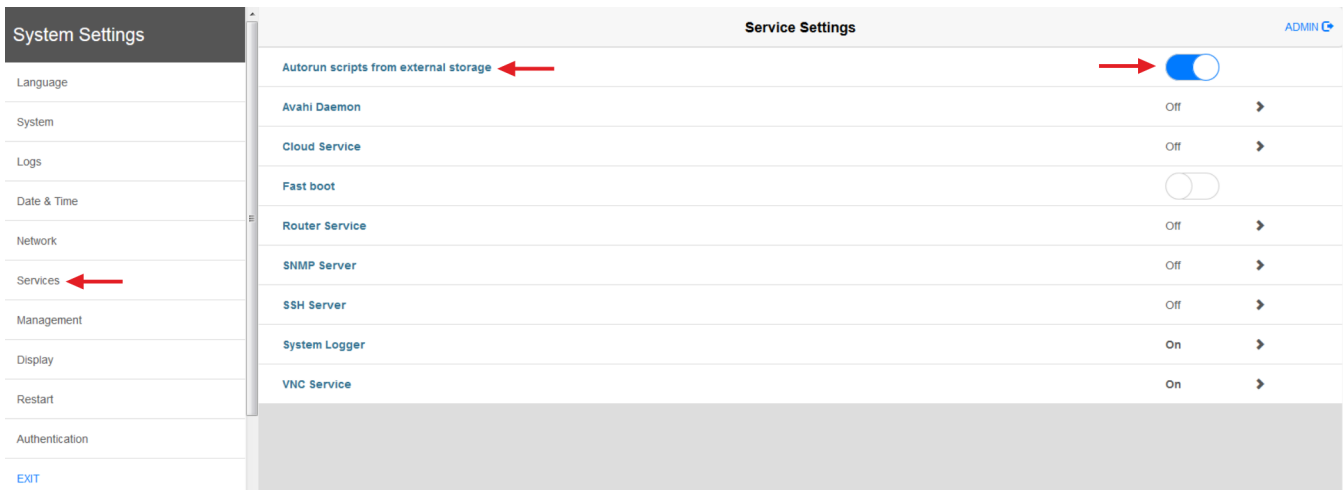 System Settings
Language
System
Logs
Date & Time
Network
Services
Management
Display
Restart
Authentication
EXIT
Service Settings
ADMIN
Autorun scripts from external storage
Avahi Daemon Off
Cloud Service Off
Fast boot
Router Service Off
SNMP Server Off
SSH Server Off
System Logger On
VNC Service On